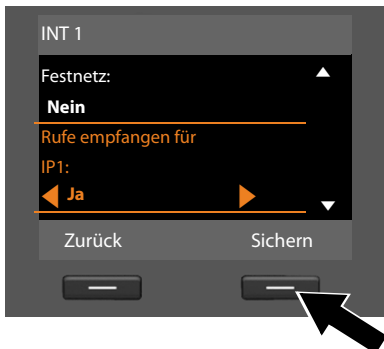 INT 1
Festnetz:
Nein
Rufe empfangen für
IP1:
Ja
Zurück Sichern